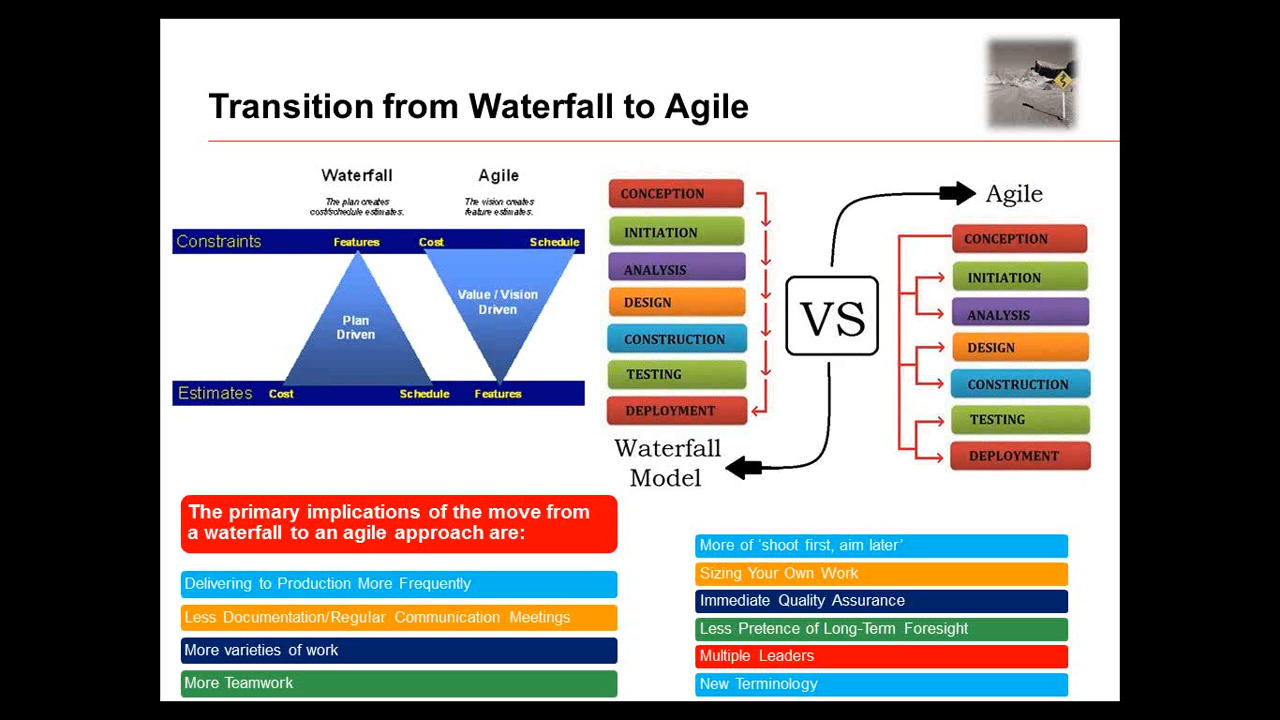 Transition from Waterfall to Agile
Waterfall
The plan creates
cost/schedule estimates.
Agile
The vision creates
feature estimates.
Constraints
Features
Cost
Schedule
Plan
Driven
Value / Vision
Driven
Estimates
Cost
Schedule
Features
CONCEPTION
INITIATION
ANALYSIS
DESIGN
CONSTRUCTION
TESTING
DEPLOYMENT
Waterfall
Model
VS
Agile
CONCEPTION
INITIATION
ANALYSIS
DESIGN
CONSTRUCTION
TESTING
DEPLOYMENT
The primary implications of the move from
a waterfall to an agile approach are:
Delivering to Production More Frequently
Less Documentation/Regular Communication Meetings
More varieties of work
More Teamwork
More of ‘shoot first, aim later’
Sizing Your Own Work
Immediate Quality Assurance
Less Pretence of Long-Term Foresight
Multiple Leaders
New Terminology